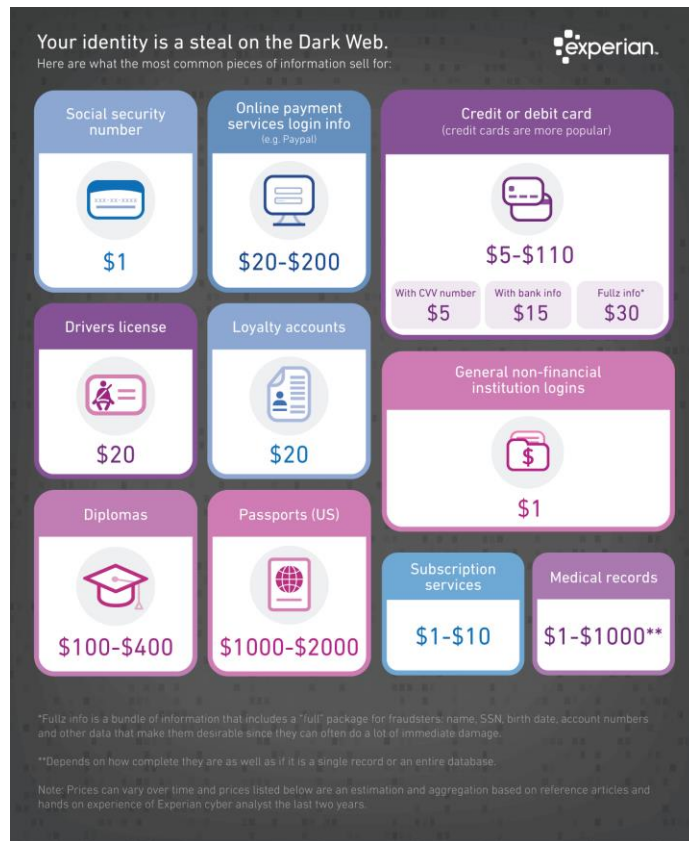 Your identity is a steal on the Dark Web.
Here are what the most common pieces of information sell for:
experian.
Social security
number
XXX-XX-XXXX
$1
Online payment
services login info
(e.g. Paypal)
$20-$200
Credit or debit card
(credit cards are more popular)
$5-$110
With CVV number
$5
With bank info
$15
Fullz info*
$30
Drivers license
$20
Loyalty accounts
$20
General non-financial
institution logins
$
$1
Diplomas
$100-$400
Passports (US)
$1000-$2000
Subscription
services
$1-$10
Medical records
$1-$1000**
*Fullz info is a bundle of information that includes a "full" package for fraudsters: name, SSN, birth date, account numbers
and other data that make them desirable since they can often do a lot of immediate damage.
**Depends on how complete they are as well as if it is a single record or an entire database.
Note: Prices can vary over time and prices listed below are an estimation and aggregation based on reference articles and
hands on experience of Experian cyber analyst the last two years.